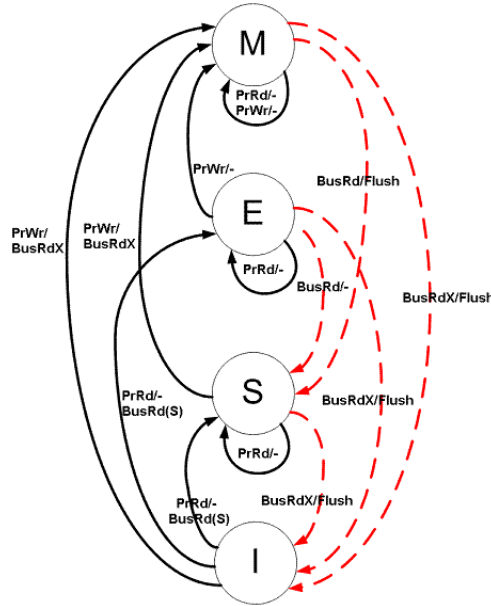 M
PrRd/-
PrWr/-
PrWr/-
BusRd/Flush
E
PrWr/
BusRdX
PrWr/
BusRdX
PrRd/-
BusRd/-
BusRdX/Flush
PrRd/-
BusRd(S)
S
BusRdX/Flush
PrRd/-
PrRd/-
BusRd(S)
BusRdX/Flush
I